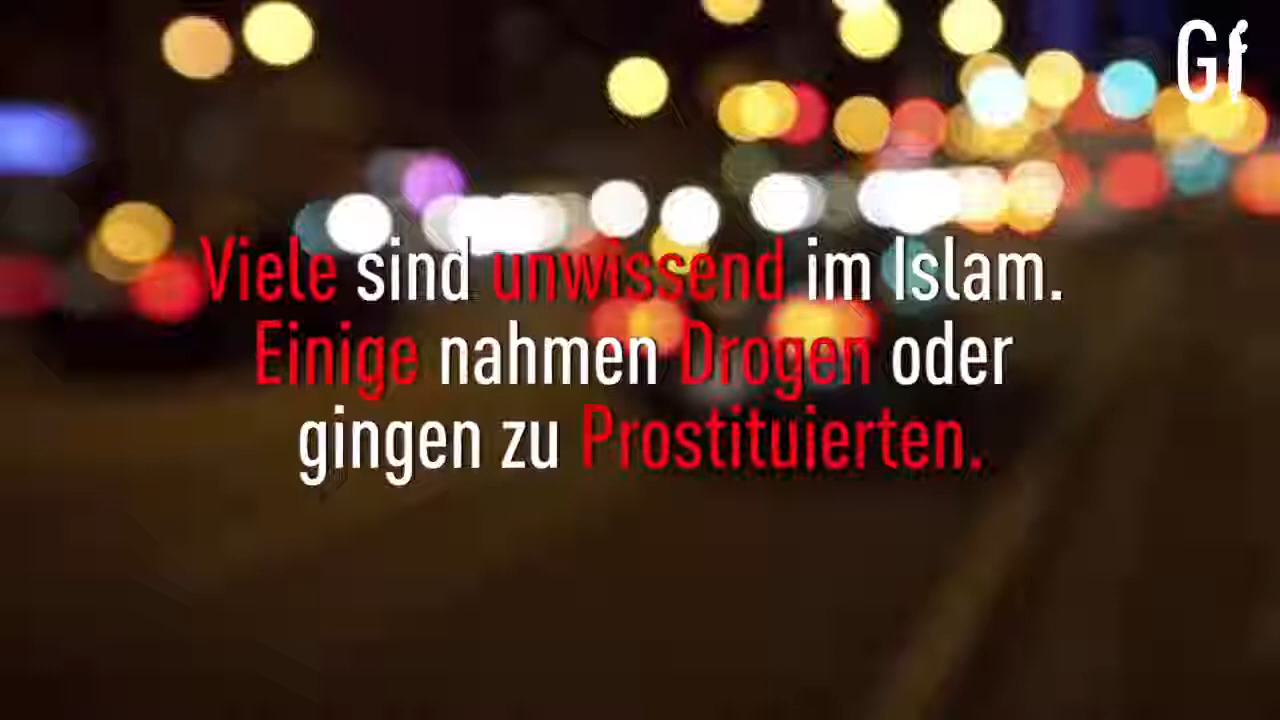 Gf
Viele sind unwissend im Islam.
Einige nahmen Drogen oder
gingen zu Prostituierten.